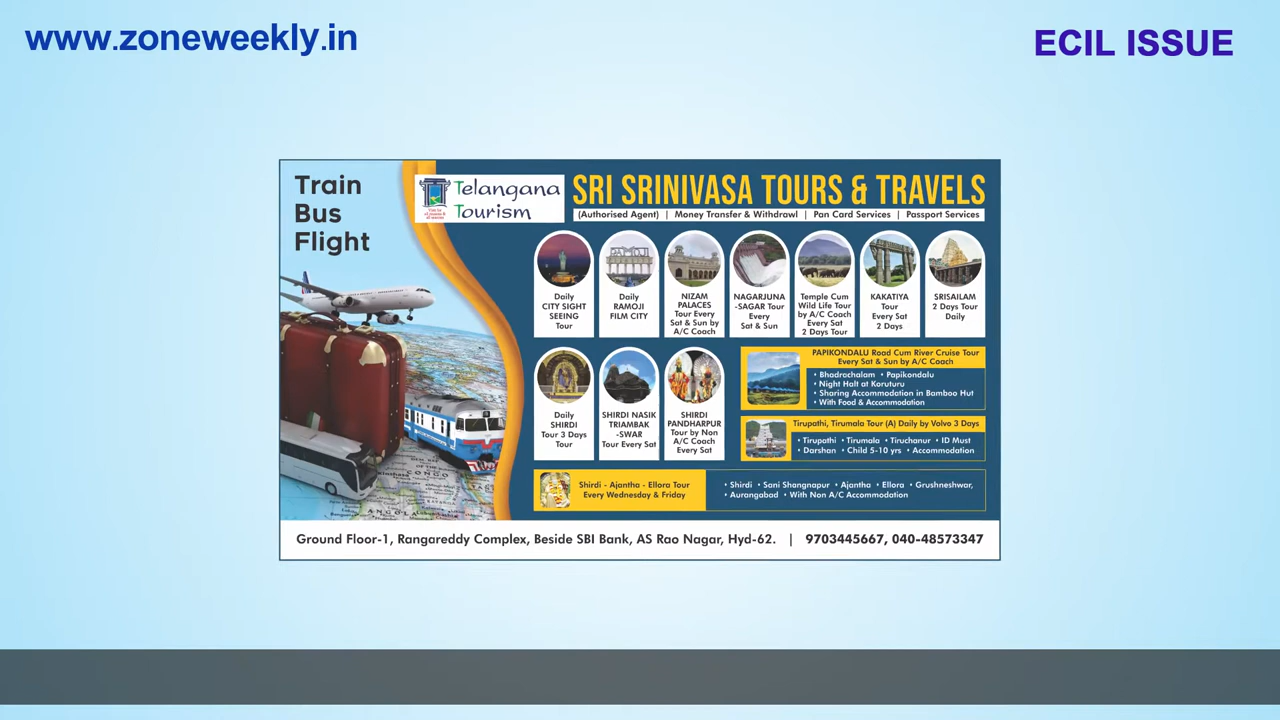 www.zoneweekly.in
ECIL ISSUE
Train
Bus
Flight
Telangana
Tourism
SRI SRINIVASA TOURS & TRAVELS
(Authorised Agent) | Money Transfer & Withdrawl | Pan Card Services | Passport Services
Daily
CITY SIGHT
SEEING
Tour
Daily
RAMOJI
FILM CITY
NIZAM
PALACES
Tour Every
Sat & Sun by
A/C Coach
NAGARJUNA
-SAGAR Tour
Every
Sat & Sun
Temple Cum
Wild Life Tour
by A/C Coach
Every Sat
2 Days Tour
KAKATIYA
Tour
Every Sat
2 Days
SRISAILAM
2 Days Tour
Daily
Daily
SHIRDI
Tour 3 Days
Tour
SHIRDI NASIK
TRIAMBAK
-SWAR
Tour Every Sat
SHIRDI
PANDHARPUR
Tour by Non
A/C Coach
Every Sat
PAPIKONDALU Road Cum River Cruise Tour
Every Sat & Sun by A/C Coach
• Bhadrachalam • Papikondalu
• Night Halt at Koruturu
• Sharing Accommodation in Bamboo Hut
• With Food & Accommodation
Tirupathi, Tirumala Tour (A) Daily by Volvo 3 Days
• Tirupathi • Tirumala • Tiruchanur • ID Must
• Darshan • Child 5-10 yrs • Accommodation
Shirdi - Ajantha - Ellora Tour
Every Wednesday & Friday
• Shirdi • Sani Shangnapur • Ajantha • Ellora • Grushneshwar,
• Aurangabad • With Non A/C Accommodation
Ground Floor-1, Rangareddy Complex, Beside SBI Bank, AS Rao Nagar, Hyd-62. | 9703445667, 040-48573347